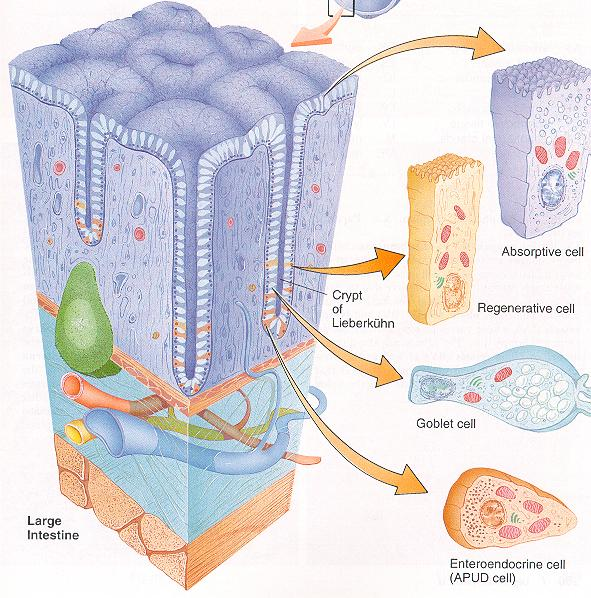 Absorptive cell
Crypt
of
Lieberkühn
Regenerative cell
Goblet cell
Large
Intestine
Enteroendocrine cell
(APUD cell)